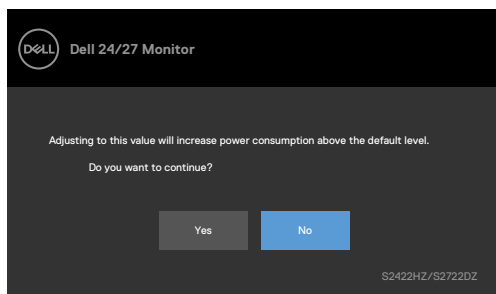 DELL
Dell 24/27 Monitor
Adjusting to this value will increase power consumption above the default level.
Do you want to continue?
Yes
No
S2422HZ/S2722DZ